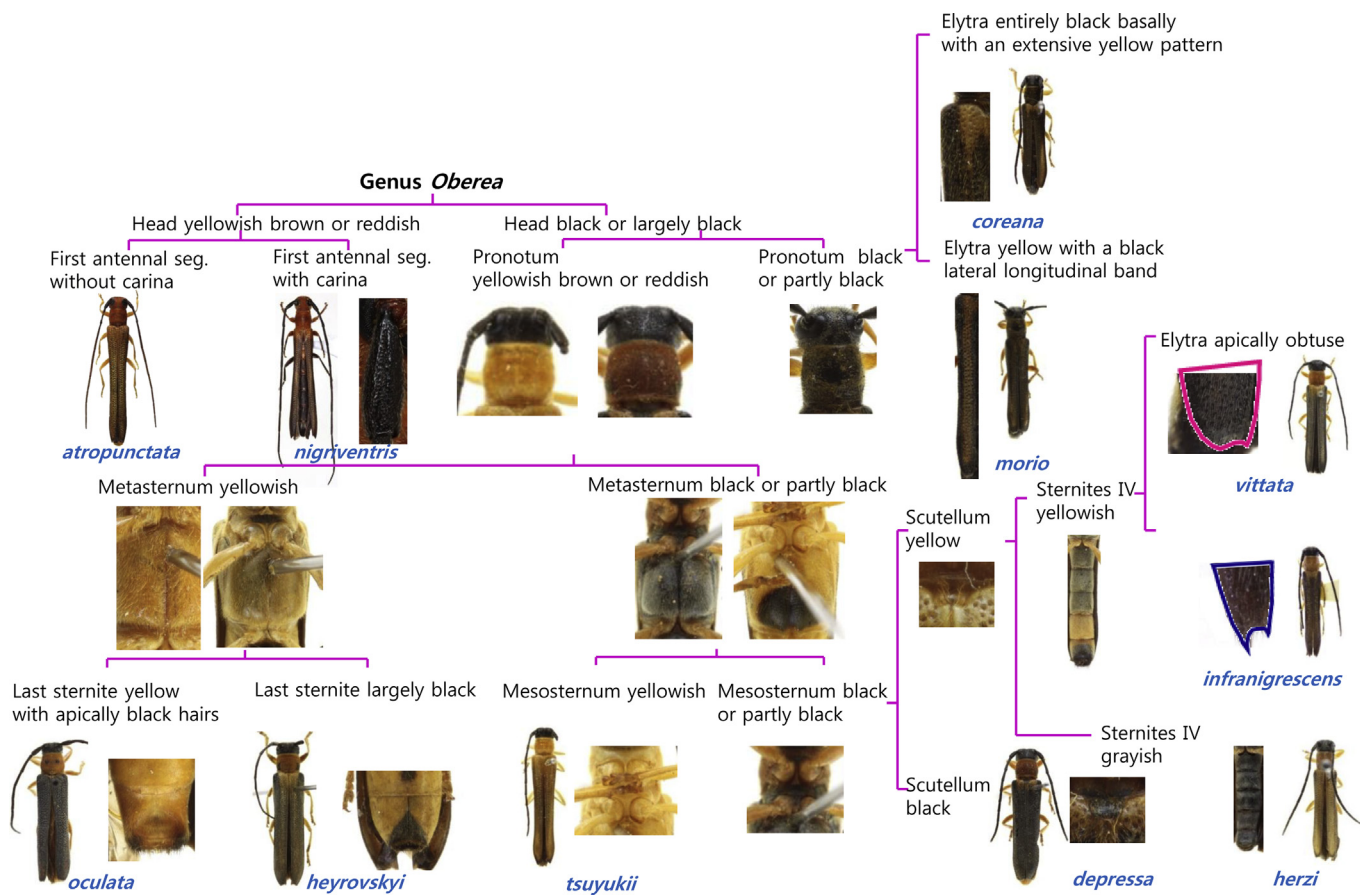 Elytra entirely black basally
with an extensive yellow pattern
coreana
Genus Oberea
Head yellowish brown or reddish
Head black or largely black
First antennal seg.
without carina
First antennal seg.
with carina
Pronotum
yellowish brown or reddish
Pronotum black
or partly black
Elytra yellow with a black
lateral longitudinal band
atropunctata
nigriventris
morio
Elytra apically obtuse
vittata
Metasternum yellowish
Metasternum black or partly black
Scutellum
yellow
Sternites IV
yellowish
infranigrescens
Last sternite yellow
with apically black hairs
Last sternite largely black
Mesosternum yellowish
Mesosternum black
or partly black
Sternites IV
grayish
Scutellum
black
oculata
heyrovskyi
tsuyukii
depressa
herzi